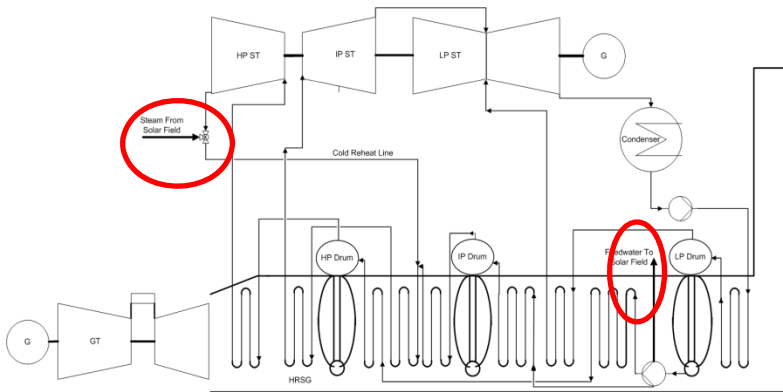 HP ST
IP ST
LP ST
G
Steam From
Solar Field
Condenser
Cold Reheat Line
HP Drum
IP Drum
Feedwater To
Solar Field
LP Drum
G
GT
HRSG